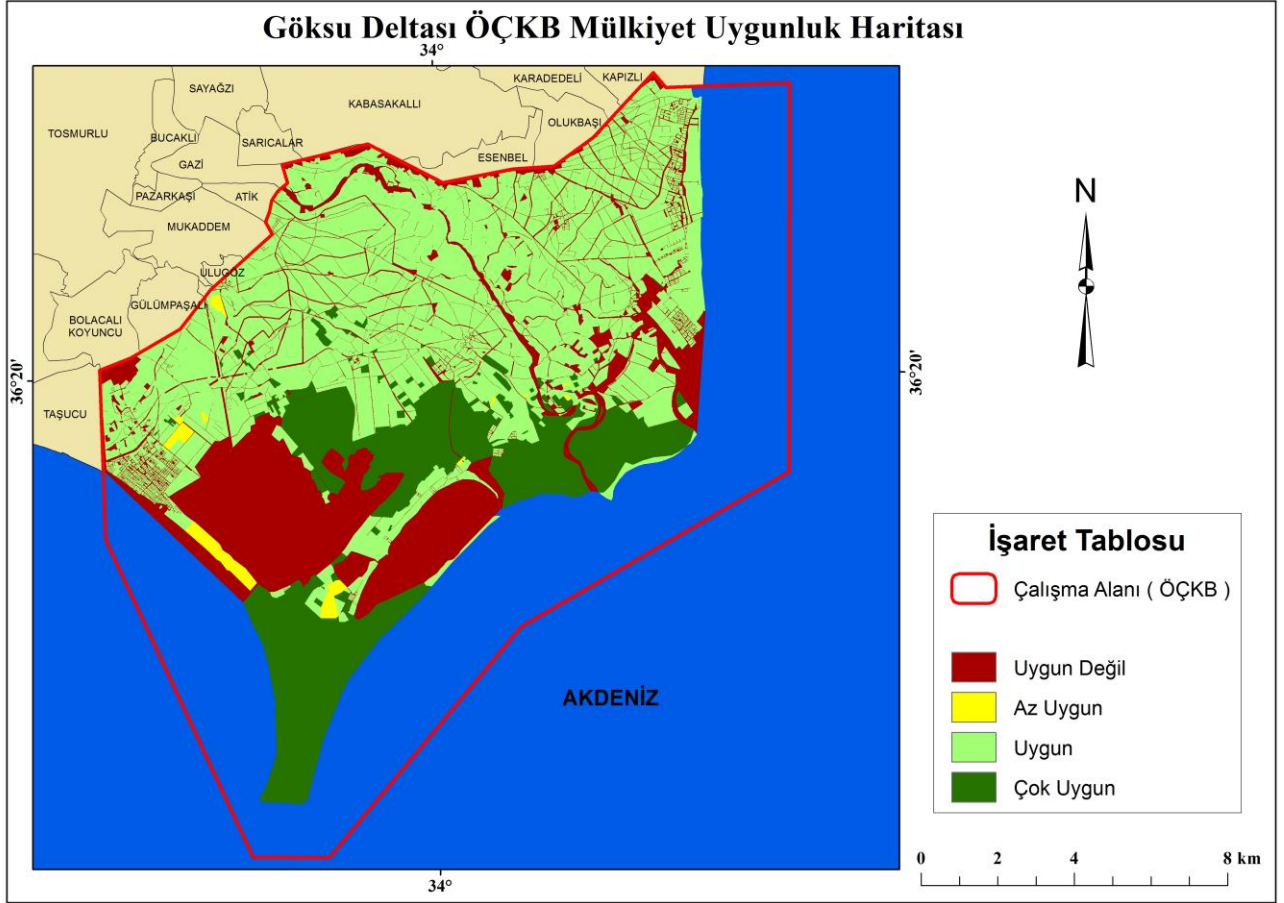 Göksu Deltası ÖÇKB Mülkiyet Uygunluk Haritası
34°
SAYAĞZI
KARADEDELİ
KAPIZLI
KABASAKALLI
TOSMURLU
BUCAKLI
SARICALAR
OLUKBAŞI
GAZİ
ESENBEL
PAZARKAŞI
ATİK
MUKADDEM
ULUGÖZ
GÜLÜMPAŞALI
BOLACALI
KOYUNCU
36°20'
36°20'
TAŞUCU
AKDENİZ
34°
N
İşaret Tablosu
Çalışma Alanı ( ÖÇKB )
Uygun Değil
Az Uygun
Uygun
Çok Uygun
0 2 4 8 km